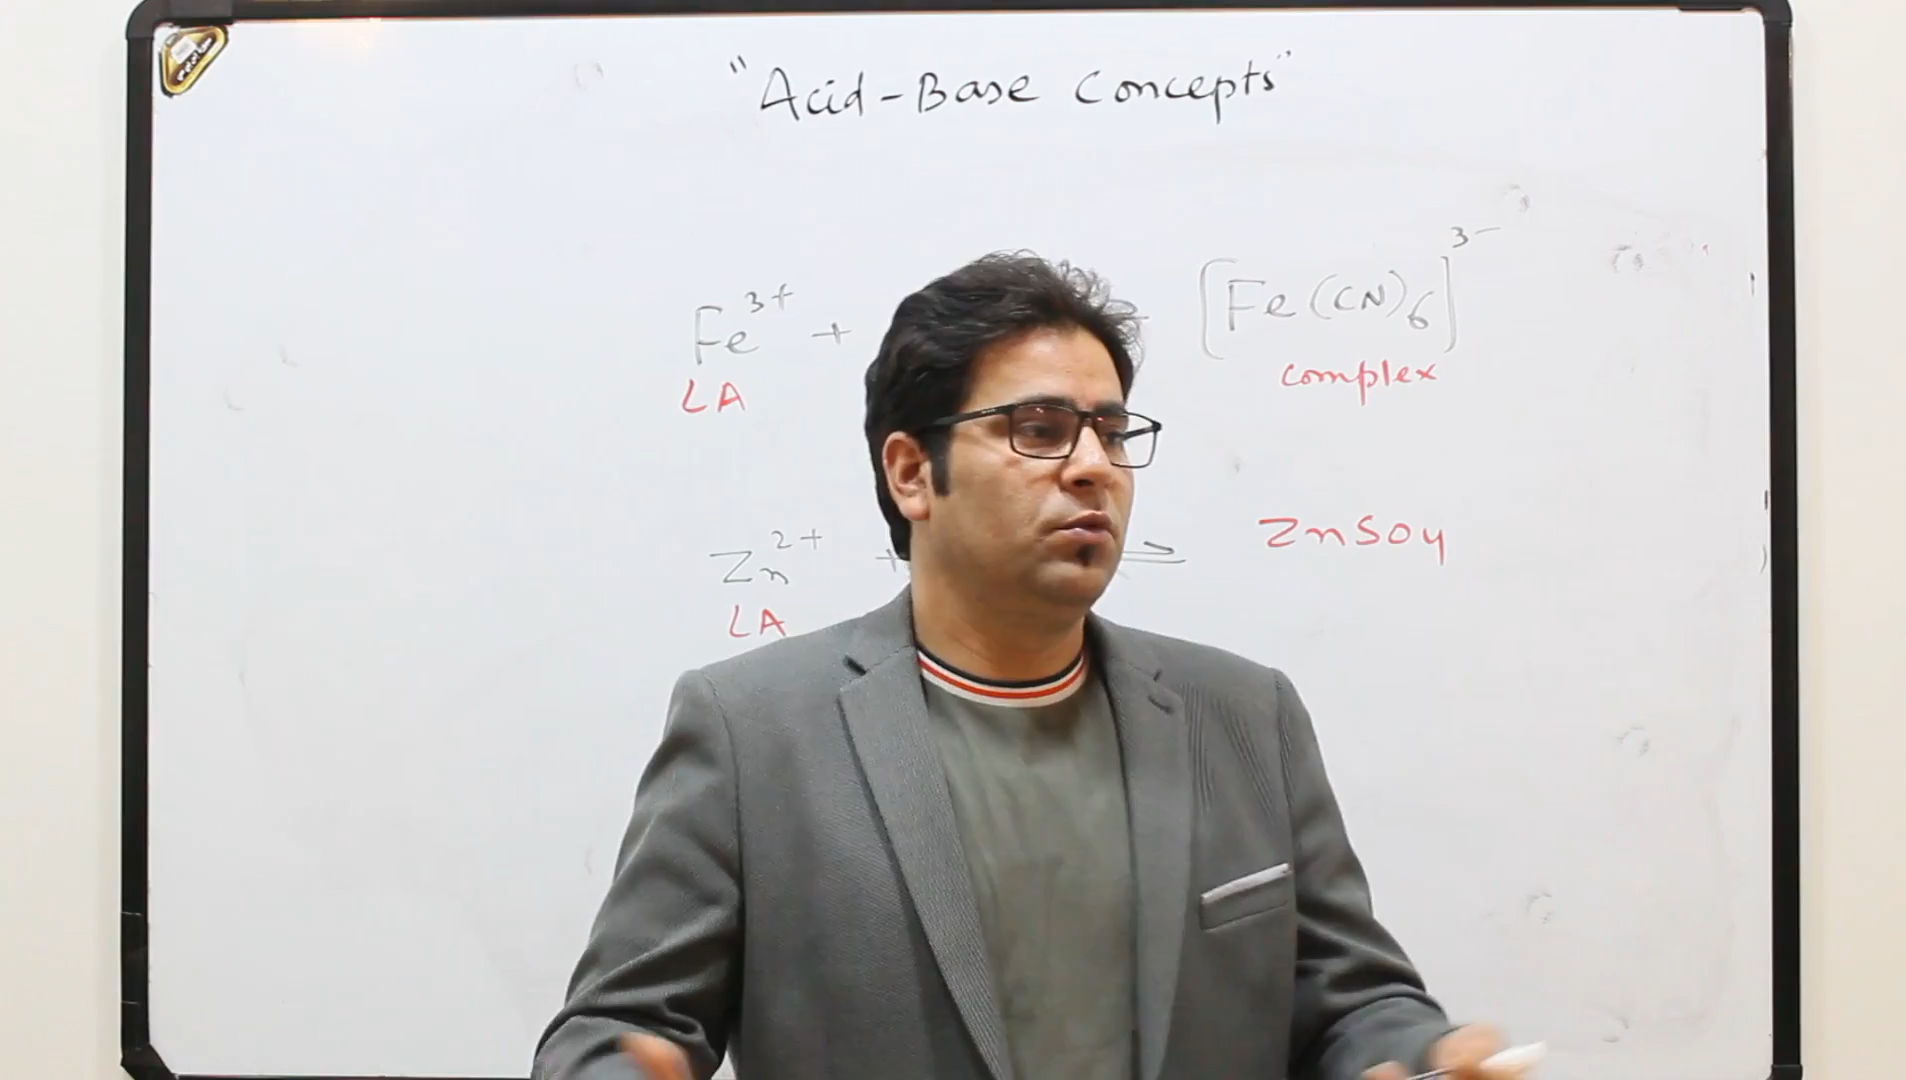 "Acid-Base Concepts"
Fe³⁺ + [Fe(CN)₆]³⁻
LA complex
Zn²⁺ + ⇌ ZnSO4
LA